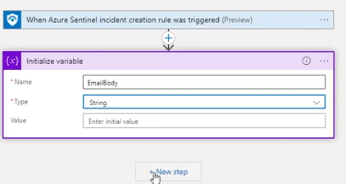 When Azure Sentinel incident creation rule was triggered (Preview)
{x} Initialize variable
* Name
EmailBody
* Type
String
Value
Enter initial value
+ New step